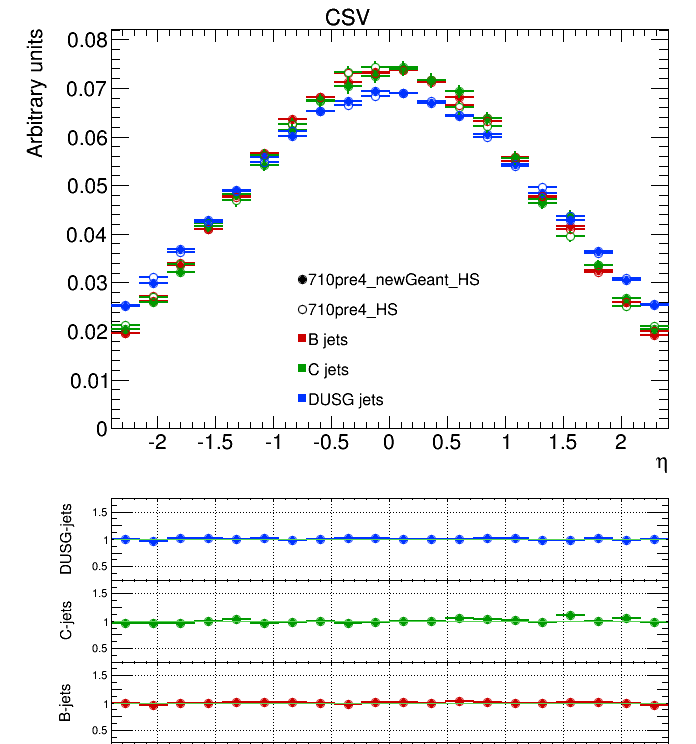 CSV
Arbitrary units
0.08
0.07
0.06
0.05
0.04
0.03
0.02
0.01
0
710pre4_newGeant_HS
710pre4_HS
B jets
C jets
DUSG jets
-2 -1.5 -1 -0.5 0 0.5 1 1.5 2
η
DUSG-jets
1.5
1
0.5
C-jets
1.5
1
0.5
B-jets
1.5
1
0.5